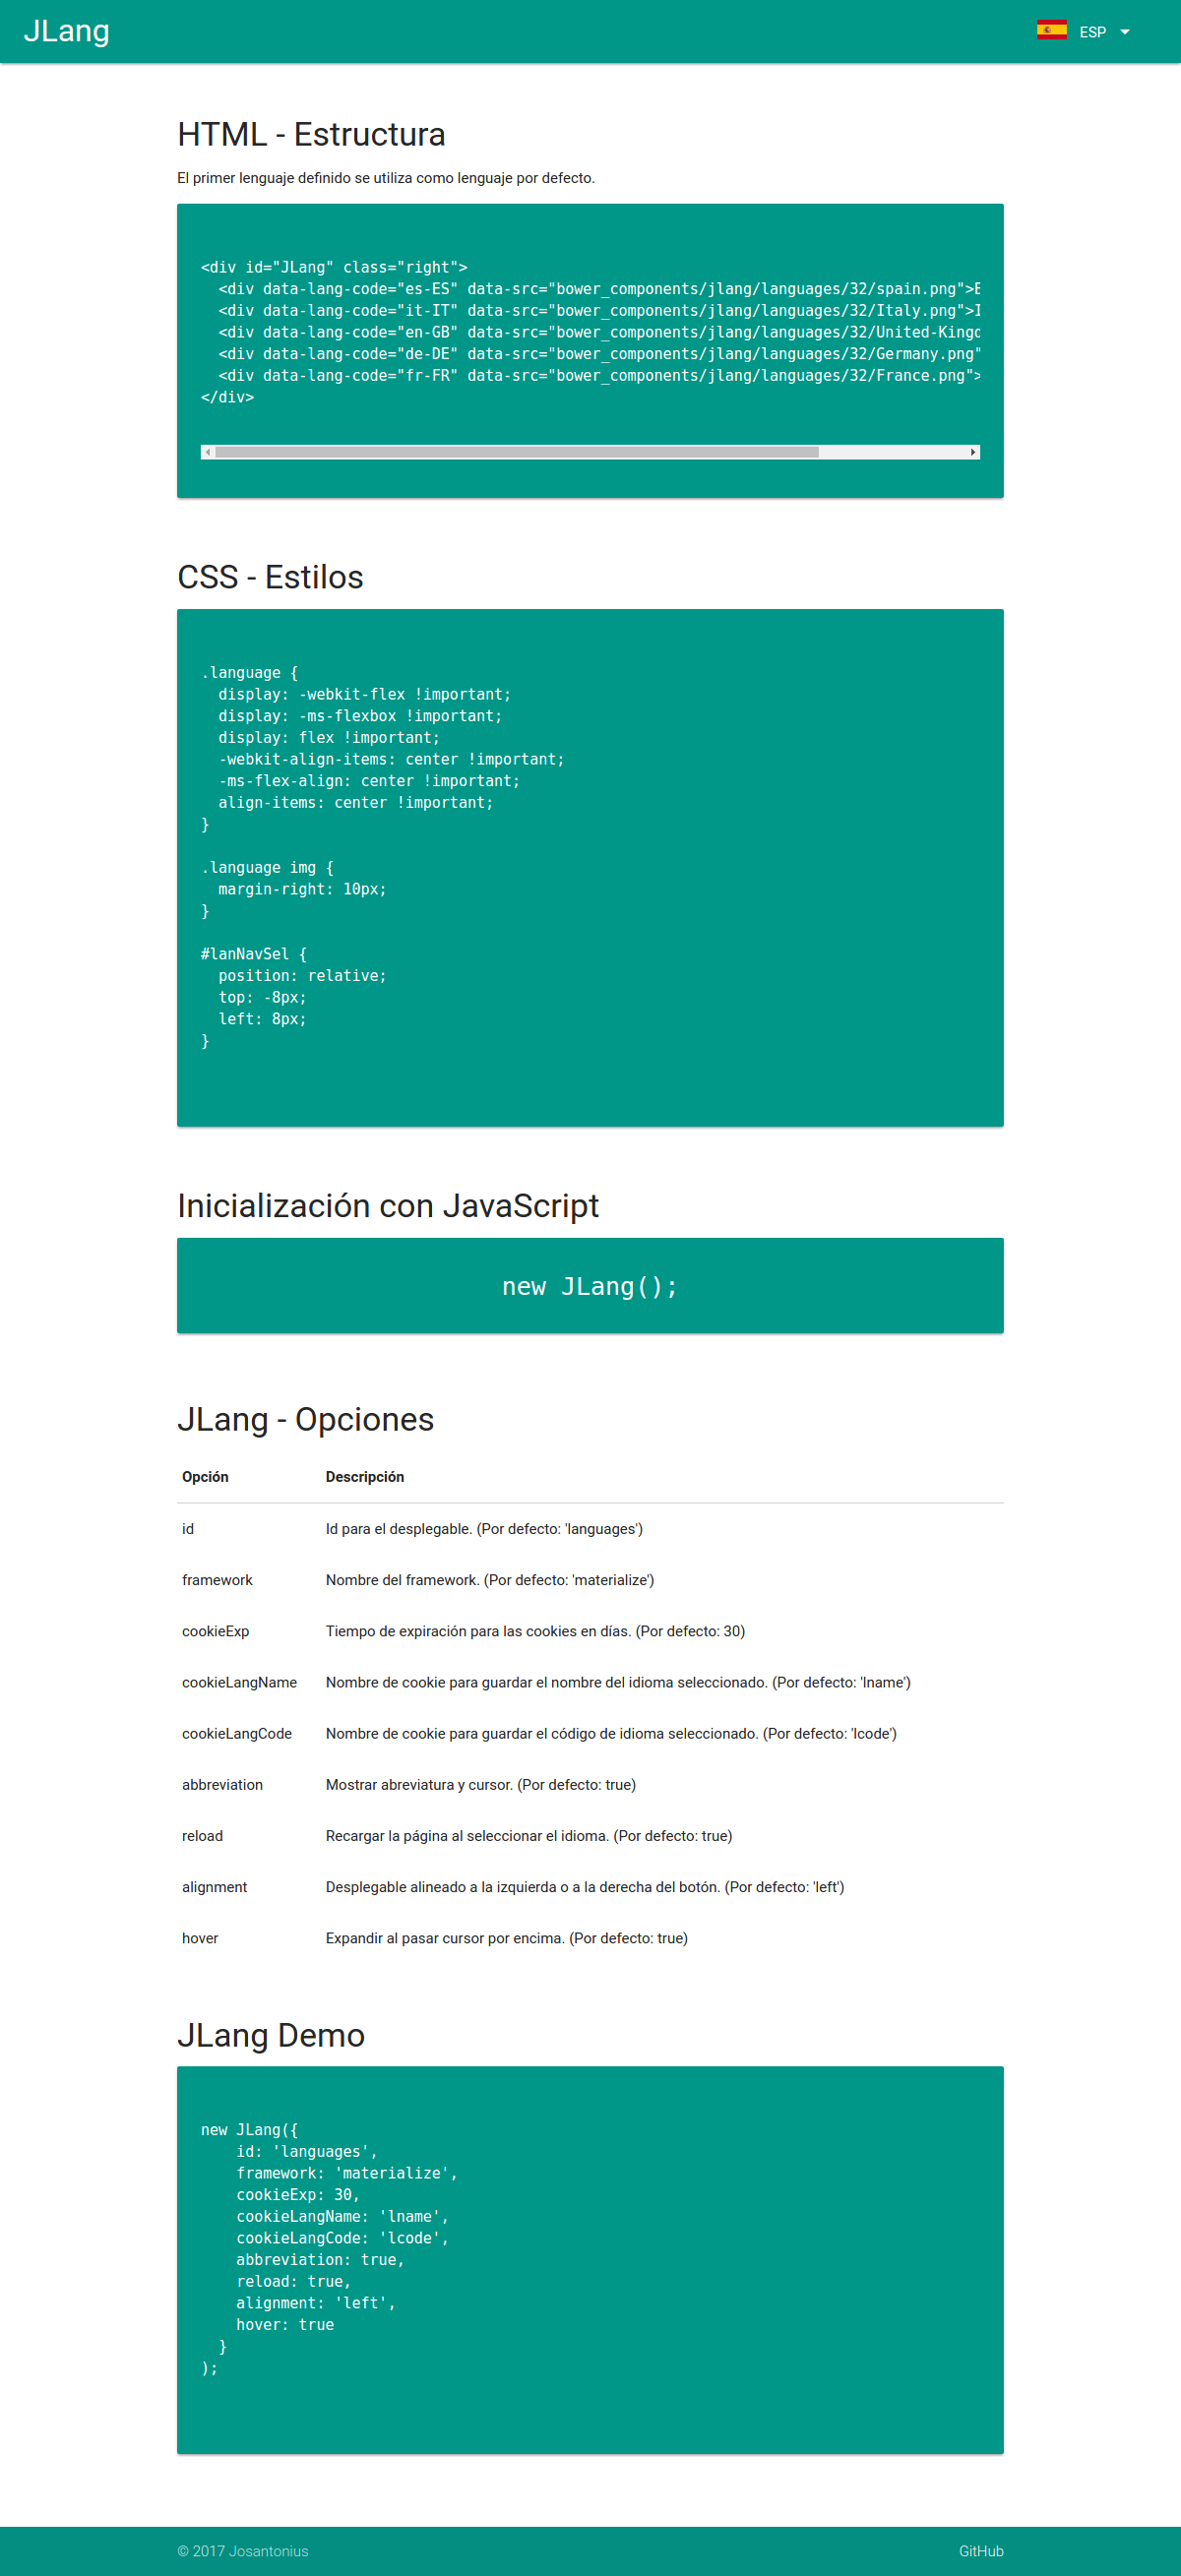 JLang
ESP
HTML - Estructura
El primer lenguaje definido se utiliza como lenguaje por defecto.
<div id="JLang" class="right">
  <div data-lang-code="es-ES" data-src="bower_components/jlang/languages/32/spain.png">E
  <div data-lang-code="it-IT" data-src="bower_components/jlang/languages/32/Italy.png">I
  <div data-lang-code="en-GB" data-src="bower_components/jlang/languages/32/United-Kingd
  <div data-lang-code="de-DE" data-src="bower_components/jlang/languages/32/Germany.png"
  <div data-lang-code="fr-FR" data-src="bower_components/jlang/languages/32/France.png">
</div>
CSS - Estilos
.language {
  display: -webkit-flex !important;
  display: -ms-flexbox !important;
  display: flex !important;
  -webkit-align-items: center !important;
  -ms-flex-align: center !important;
  align-items: center !important;
}
.language img {
  margin-right: 10px;
}
#lanNavSel {
  position: relative;
  top: -8px;
  left: 8px;
}
Inicialización con JavaScript
new JLang();
JLang - Opciones
Opción Descripción
id Id para el desplegable. (Por defecto: 'languages')
framework Nombre del framework. (Por defecto: 'materialize')
cookieExp Tiempo de expiración para las cookies en días. (Por defecto: 30)
cookieLangName Nombre de cookie para guardar el nombre del idioma seleccionado. (Por defecto: 'lname')
cookieLangCode Nombre de cookie para guardar el código de idioma seleccionado. (Por defecto: 'lcode')
abbreviation Mostrar abreviatura y cursor. (Por defecto: true)
reload Recargar la página al seleccionar el idioma. (Por defecto: true)
alignment Desplegable alineado a la izquierda o a la derecha del botón. (Por defecto: 'left')
hover Expandir al pasar cursor por encima. (Por defecto: true)
JLang Demo
new JLang({
    id: 'languages',
    framework: 'materialize',
    cookieExp: 30,
    cookieLangName: 'lname',
    cookieLangCode: 'lcode',
    abbreviation: true,
    reload: true,
    alignment: 'left',
    hover: true
  }
);
© 2017 Josantonius
GitHub